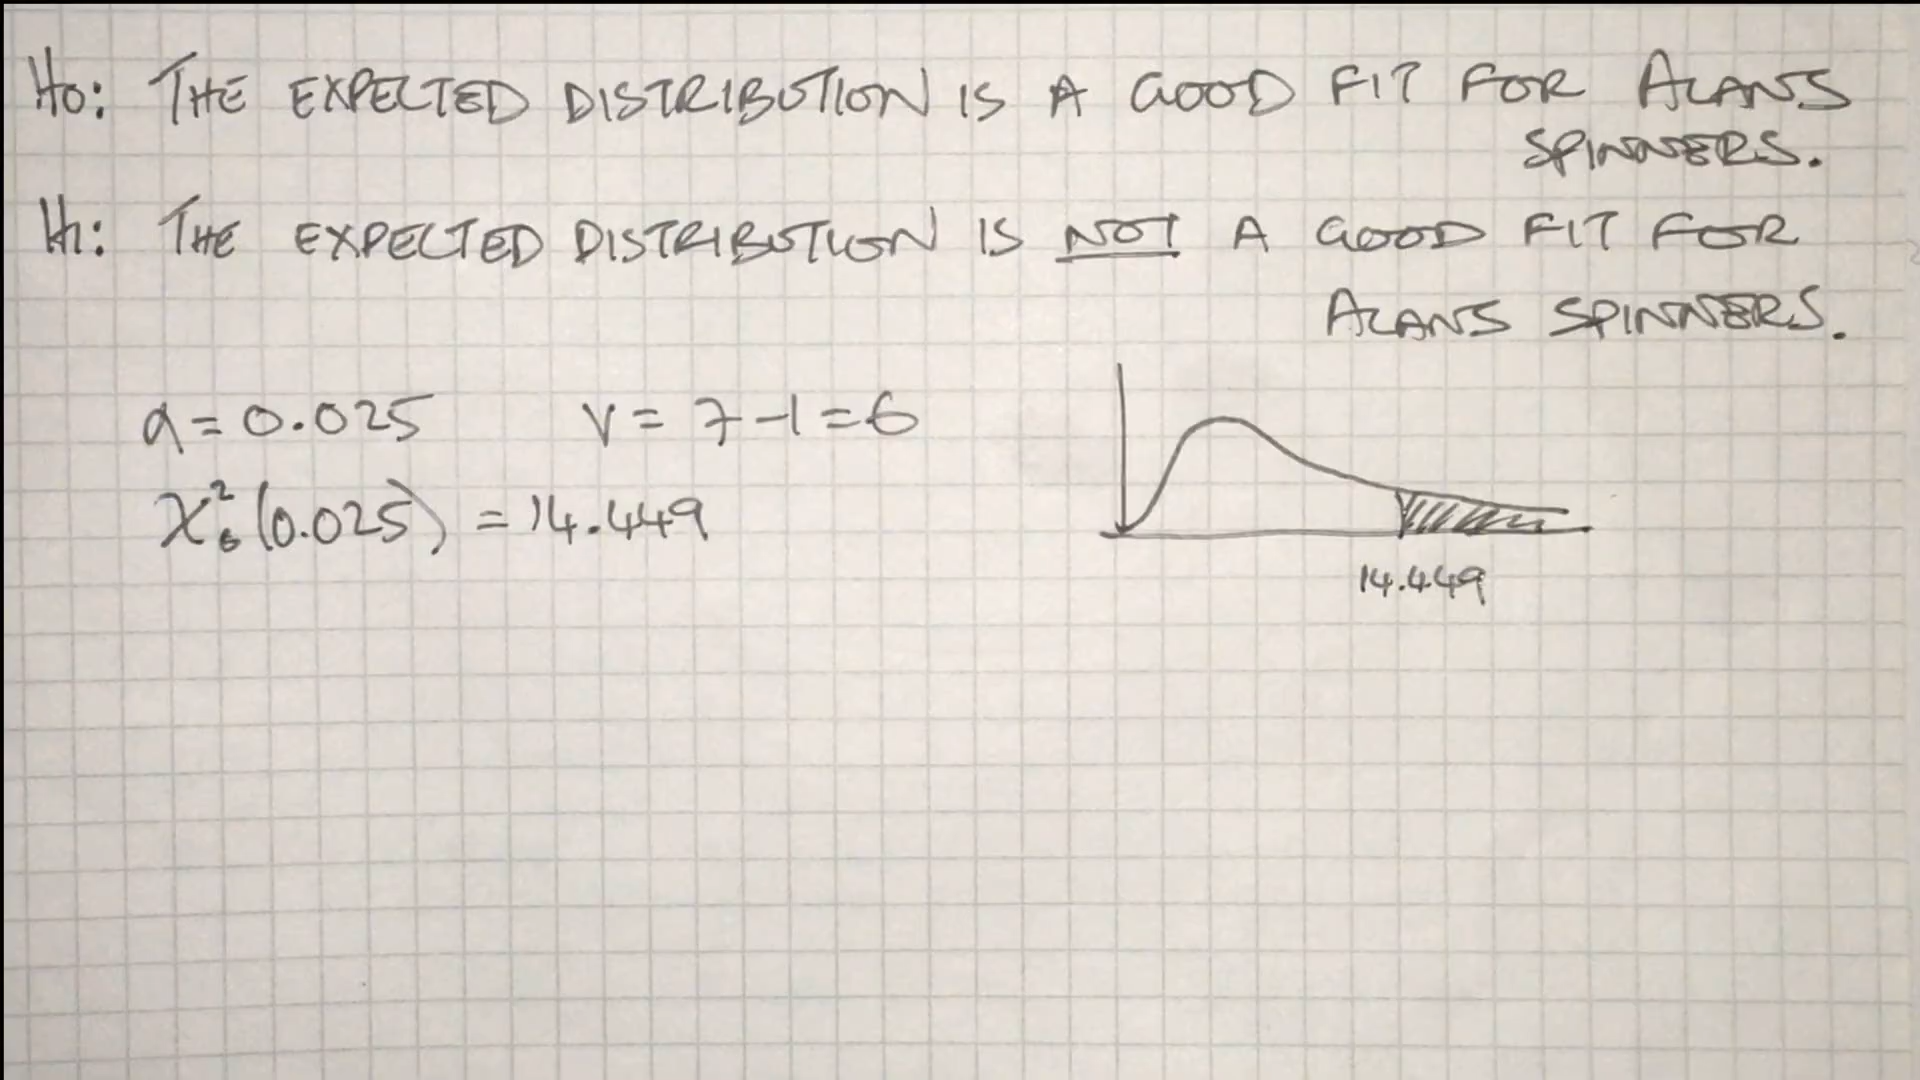 H0: THE EXPECTED DISTRIBUTION IS A GOOD FIT FOR ALANS
SPINNERS.
H1: THE EXPECTED DISTRIBUTION IS NOT A GOOD FIT FOR
ALANS SPINNERS.
α = 0.025 ν = 7-1 = 6
χ²₆(0.025) = 14.449
14.449